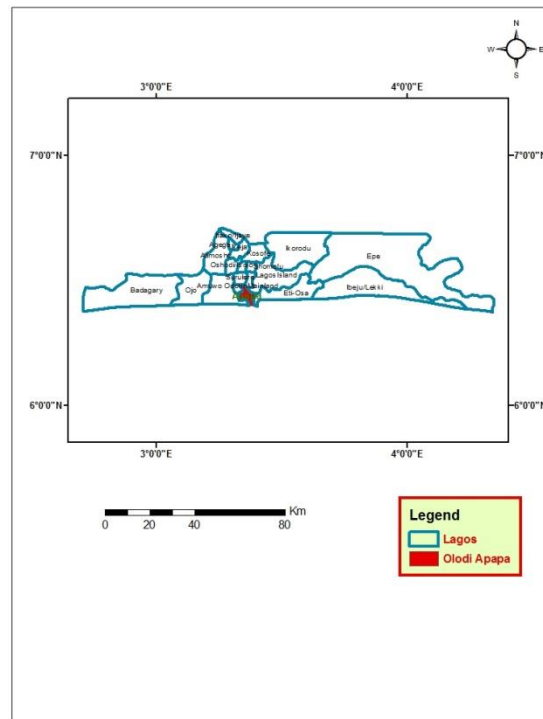 N
W E
S
3°0'0"E 4°0'0"E
7°0'0"N 7°0'0"N
Ikorodu
Epe
Lagos Island
Badagary
Ojo
Eti-Osa
Ibeju/Lekki
6°0'0"N 6°0'0"N
3°0'0"E 4°0'0"E
Km
0 10 20 40 80
Legend
Lagos
Olodi Apapa